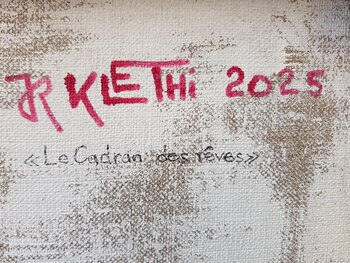 JR KLETHi 2025
«Le Cadran des rêves»